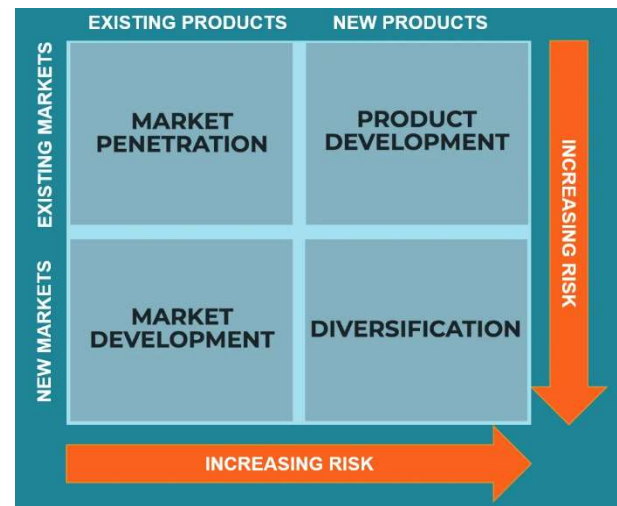 EXISTING PRODUCTS
NEW PRODUCTS
EXISTING MARKETS
MARKET
PENETRATION
PRODUCT
DEVELOPMENT
INCREASING RISK
NEW MARKETS
MARKET
DEVELOPMENT
DIVERSIFICATION
INCREASING RISK